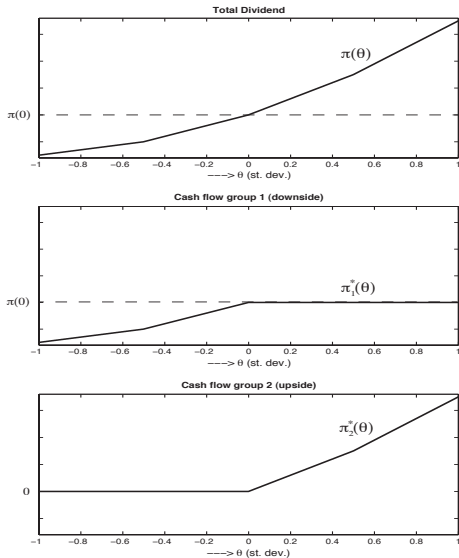 Total Dividend
π(θ)
π(0)
−1 −0.8 −0.6 −0.4 −0.2 0 0.2 0.4 0.6 0.8 1
−−−> θ (st. dev.)
Cash flow group 1 (downside)
π(0)
π₁*(θ)
−1 −0.8 −0.6 −0.4 −0.2 0 0.2 0.4 0.6 0.8 1
−−−> θ (st. dev.)
Cash flow group 2 (upside)
π₂*(θ)
0
−1 −0.8 −0.6 −0.4 −0.2 0 0.2 0.4 0.6 0.8 1
−−−> θ (st. dev.)